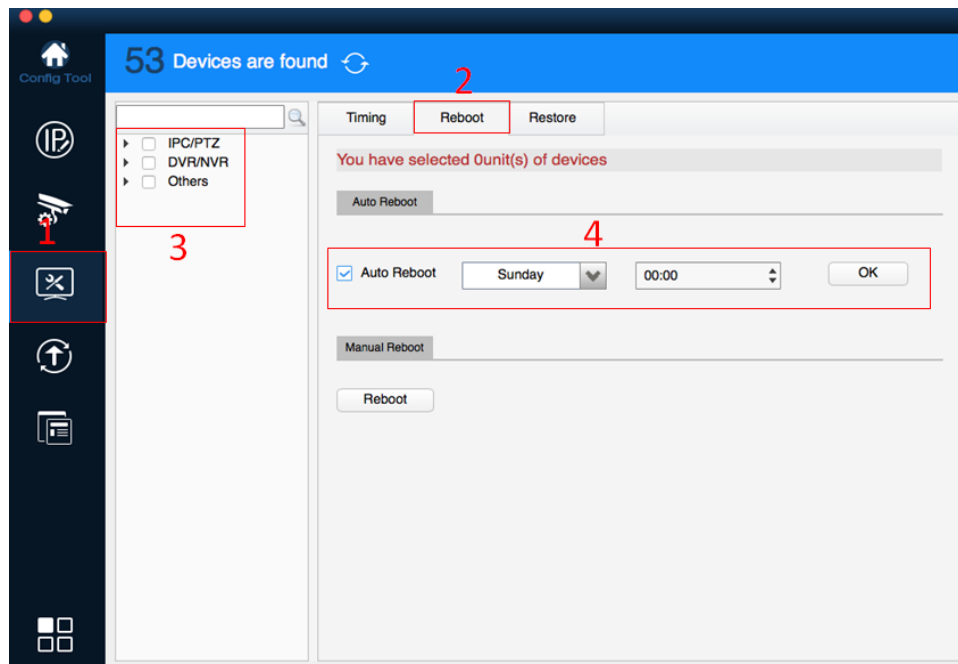 Config Tool
53 Devices are found
2
Timing
Reboot
Restore
IPC/PTZ
DVR/NVR
Others
You have selected 0unit(s) of devices
Auto Reboot
1
3
4
Auto Reboot
Sunday
00:00
OK
Manual Reboot
Reboot
IP